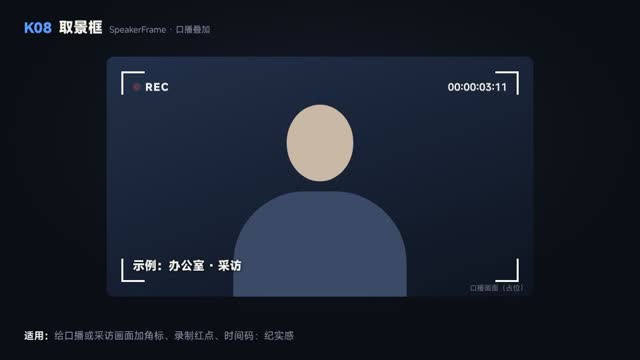 K08 取景框 SpeakerFrame · 口播叠加
REC 00:00:03:11
示例：办公室 · 采访
口播画面（占位）
适用：给口播或采访画面加角标、录制红点、时间码：纪实感